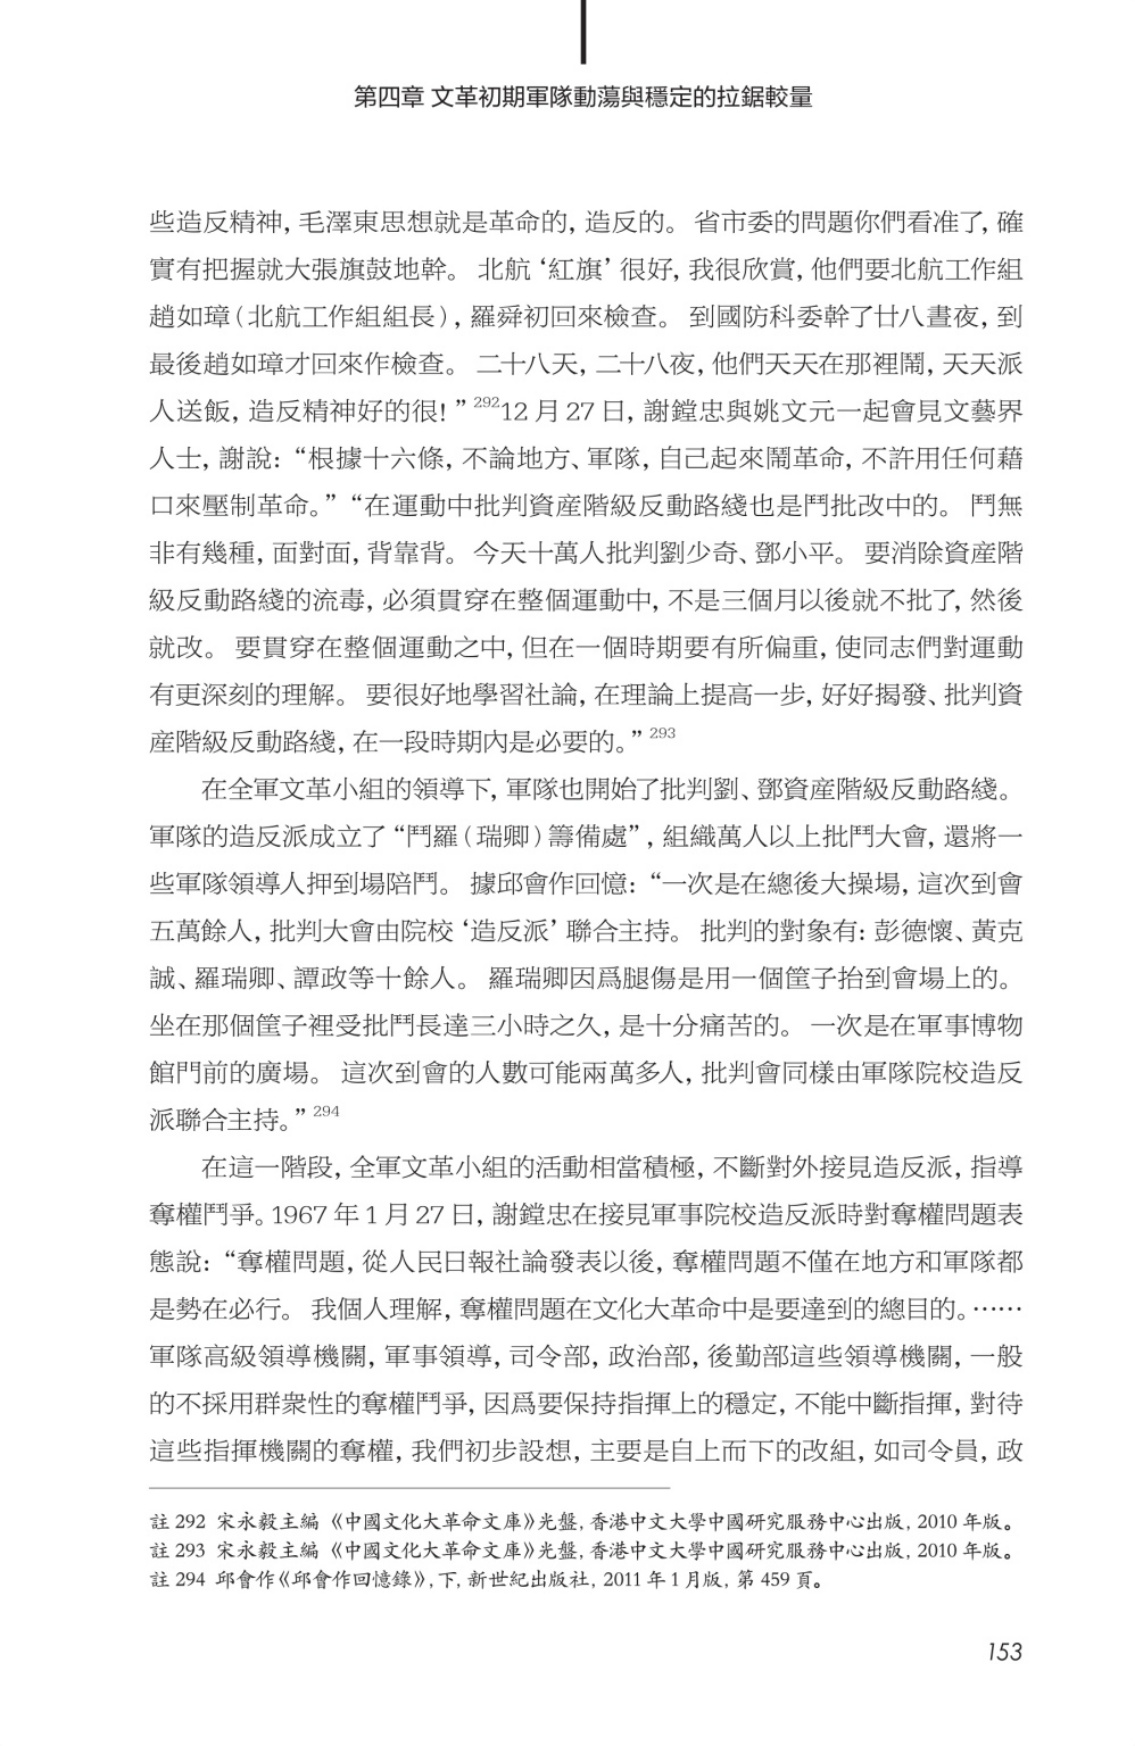 第四章 文革初期軍隊動蕩與穩定的拉鋸較量
些造反精神, 毛澤東思想就是革命的, 造反的。 省市委的問題你們看准了, 確
實有把握就大張旗鼓地幹。 北航‘紅旗’很好, 我很欣賞, 他們要北航工作組
趙如璋(北航工作組組長), 羅舜初回來檢查。 到國防科委幹了廿八晝夜, 到
最後趙如璋才回來作檢查。 二十八天, 二十八夜, 他們天天在那裡鬧, 天天派
人送飯, 造反精神好的很! ”29212 月 27 日, 謝鏜忠與姚文元一起會見文藝界
人士, 謝說: “根據十六條, 不論地方、軍隊, 自己起來鬧革命, 不許用任何藉
口來壓制革命。” “在運動中批判資産階級反動路綫也是鬥批改中的。 鬥無
非有幾種, 面對面, 背靠背。 今天十萬人批判劉少奇、鄧小平。 要消除資産階
級反動路綫的流毒, 必須貫穿在整個運動中, 不是三個月以後就不批了, 然後
就改。 要貫穿在整個運動之中, 但在一個時期要有所偏重, 使同志們對運動
有更深刻的理解。 要很好地學習社論, 在理論上提高一步, 好好揭發、批判資
産階級反動路綫, 在一段時期內是必要的。” 293
在全軍文革小組的領導下, 軍隊也開始了批判劉、鄧資産階級反動路綫。
軍隊的造反派成立了“鬥羅(瑞卿)籌備處”, 組織萬人以上批鬥大會, 還將一
些軍隊領導人押到場陪鬥。 據邱會作回憶: “一次是在總後大操場, 這次到會
五萬餘人, 批判大會由院校‘造反派’聯合主持。 批判的對象有: 彭德懷、黃克
誠、羅瑞卿、譚政等十餘人。 羅瑞卿因爲腿傷是用一個筐子抬到會場上的。
坐在那個筐子裡受批鬥長達三小時之久, 是十分痛苦的。 一次是在軍事博物
館門前的廣場。 這次到會的人數可能兩萬多人, 批判會同樣由軍隊院校造反
派聯合主持。” 294
在這一階段, 全軍文革小組的活動相當積極, 不斷對外接見造反派, 指導
奪權鬥爭。1967 年 1 月 27 日, 謝鏜忠在接見軍事院校造反派時對奪權問題表
態說: “奪權問題, 從人民日報社論發表以後, 奪權問題不僅在地方和軍隊都
是勢在必行。 我個人理解, 奪權問題在文化大革命中是要達到的總目的。……
軍隊高級領導機關, 軍事領導, 司令部, 政治部, 後勤部這些領導機關, 一般
的不採用群衆性的奪權鬥爭, 因爲要保持指揮上的穩定, 不能中斷指揮, 對待
這些指揮機關的奪權, 我們初步設想, 主要是自上而下的改組, 如司令員, 政
註 292 宋永毅主編《中國文化大革命文庫》光盤, 香港中文大學中國研究服務中心出版, 2010 年版。
註 293 宋永毅主編《中國文化大革命文庫》光盤, 香港中文大學中國研究服務中心出版, 2010 年版。
註 294 邱會作《邱會作回憶錄》, 下, 新世紀出版社, 2011 年 1 月版, 第 459 頁。
153